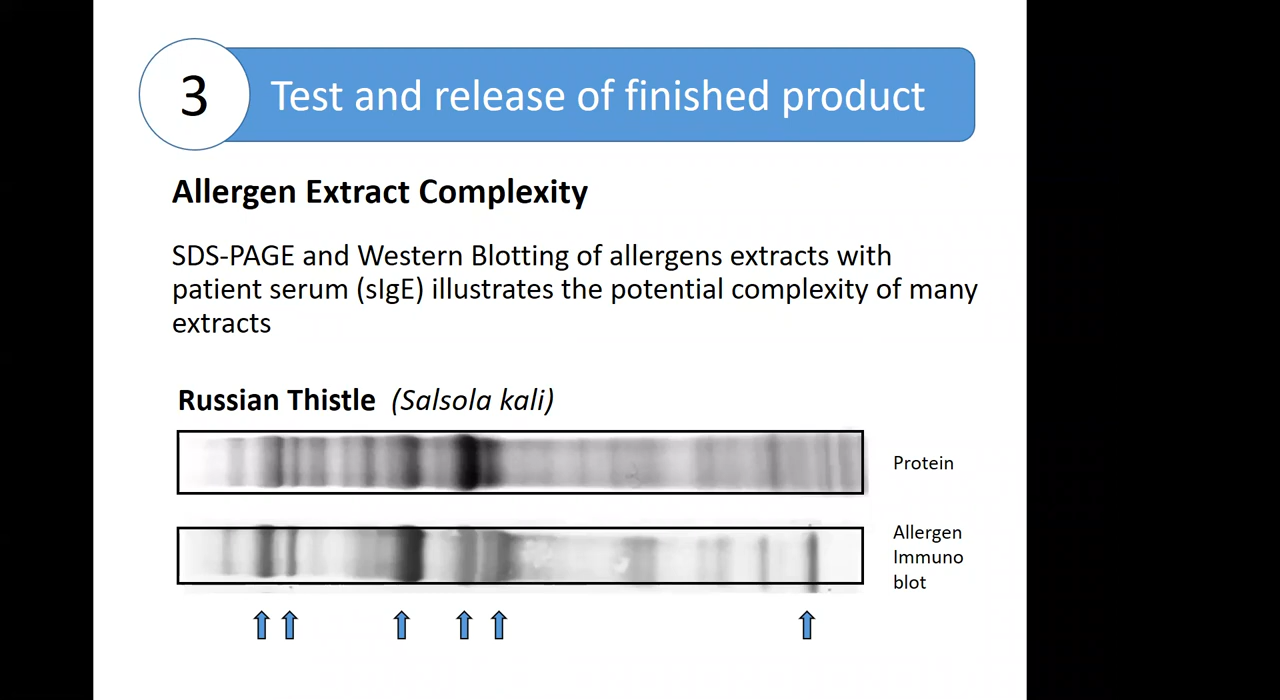 3
Test and release of finished product
Allergen Extract Complexity
SDS-PAGE and Western Blotting of allergens extracts with
patient serum (sIgE) illustrates the potential complexity of many
extracts
Russian Thistle (Salsola kali)
Protein
Allergen
Immuno
blot